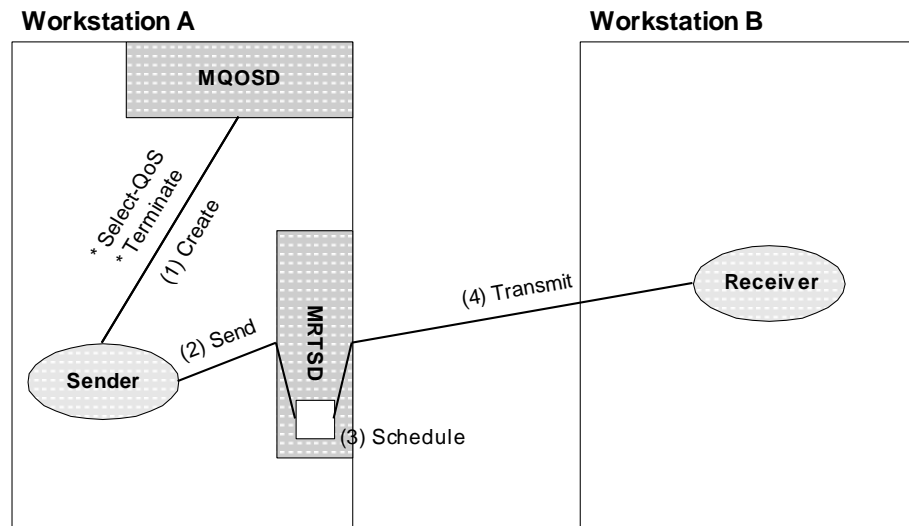 Workstation A
Workstation B
MQOSD
* Select-QoS
* Terminate
(1) Create
(2) Send
MRTSD
(4) Transmit
Receiver
Sender
(3) Schedule